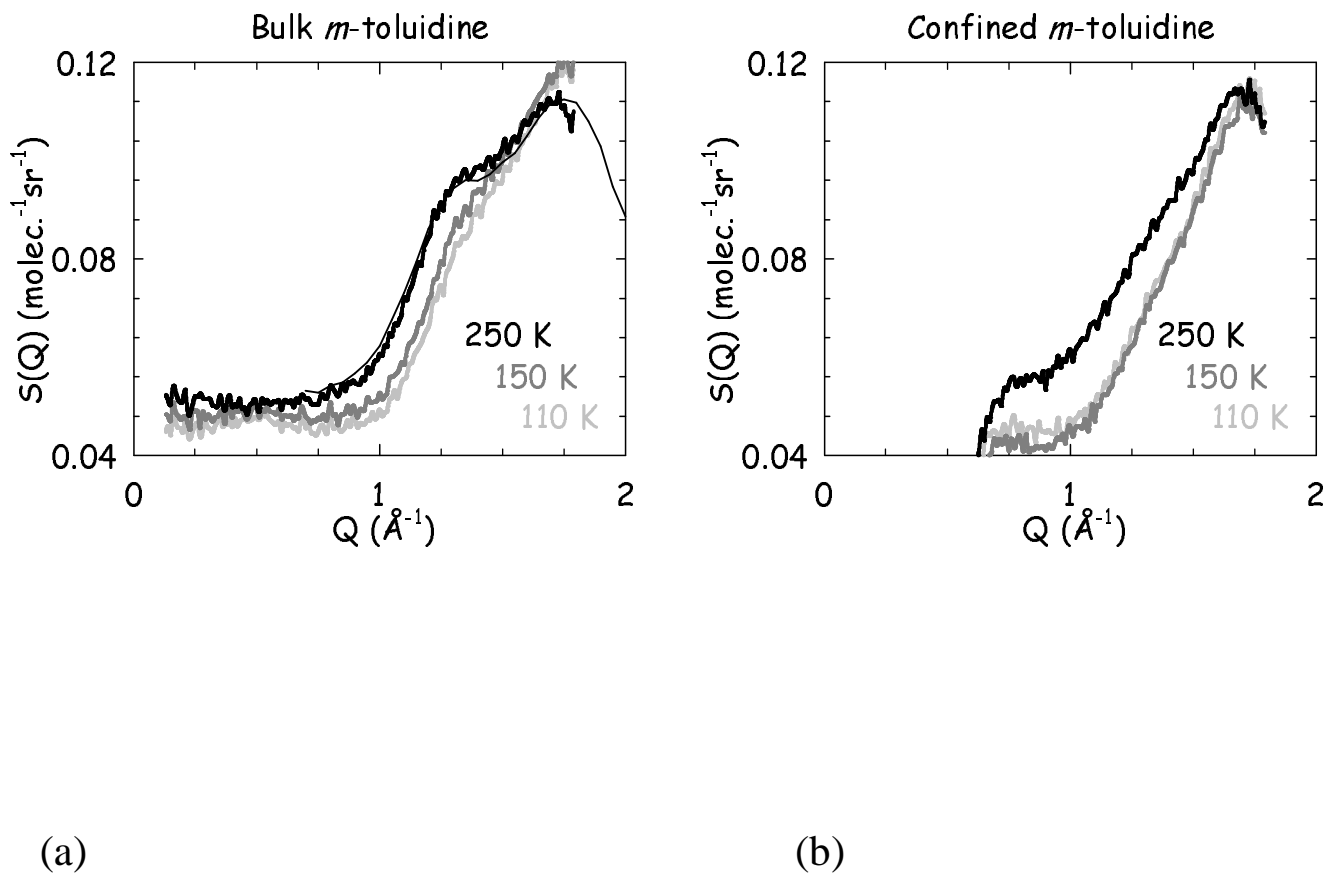 Bulk m-toluidine
0.12
0.08
0.04
S(Q) (molec.⁻¹sr⁻¹)
250 K
150 K
110 K
0 1 2
Q (Å⁻¹)
Confined m-toluidine
0.12
0.08
0.04
S(Q) (molec.⁻¹sr⁻¹)
250 K
150 K
110 K
0 1 2
Q (Å⁻¹)
(a)
(b)